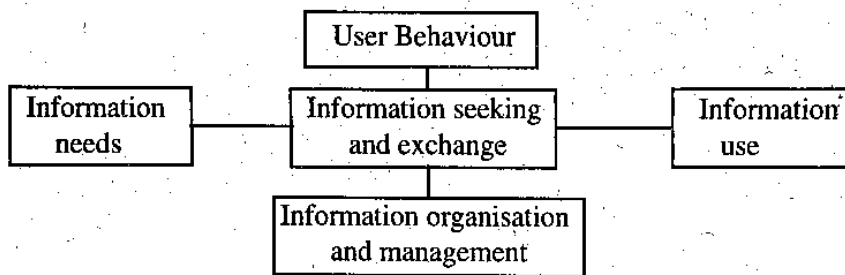 User Behaviour
Information
needs
Information seeking
and exchange
Information
use
Information organisation
and management